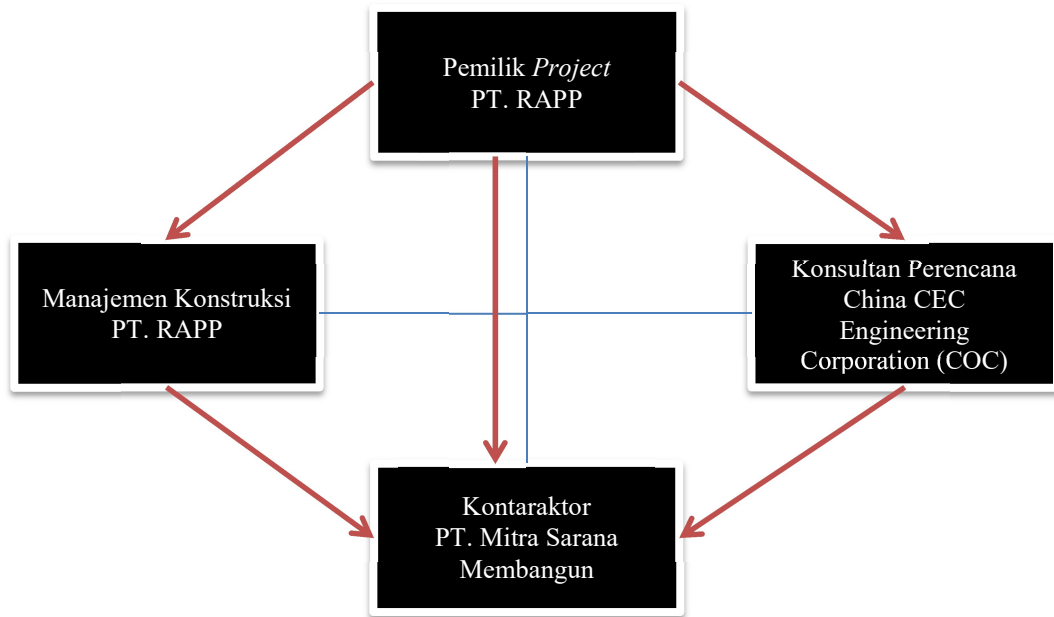 Pemilik Project
PT. RAPP
Manajemen Konstruksi
PT. RAPP
Konsultan Perencana
China CEC
Engineering
Corporation (COC)
Kontaraktor
PT. Mitra Sarana
Membangun